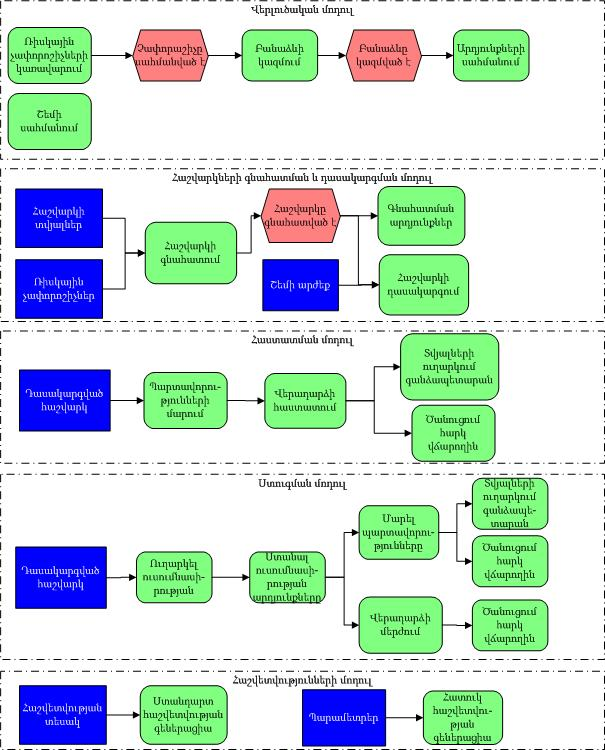 Վերլուծական մոդուլ
Ռիսկային
չափորոշիչների
կառավարում
Չափորաշիչը
սահմանված է
Բանաձևի
կազմում
Բանաձևը
կազմված է
Արդյունքների
սահմանում
Շեմի
սահմանում
Հաշվարկների գնահատման և դասակարգման մոդուլ
Հաշվարկի
տվյալներ
Ռիսկային
չափորոշիչներ
Հաշվարկի
գնահատում
Հաշվարկը
գնահատված է
Շեմի արժեք
Գնահատման
արդյունքներ
Հաշվարկի
դասակարգում
Հաստատման մոդուլ
Դասակարգված
հաշվարկ
Պարտավորու-
թյունների
մարում
Վերադարձի
հաստատում
Տվյալների
ուղարկում
գանձապետարան
Ծանուցում
հարկ
վճարողին
Ստուգման մոդուլ
Դասակարգված
հաշվարկ
Ուղարկել
ուսումնասի-
րության
Ստանալ
ուսումնասի-
րության
արդյունքները
Մարել
պարտավորու-
թյունները
Վերադարձի
մերժում
Տվյալների
ուղարկում
գանձապե-
տարան
Ծանուցում
հարկ
վճարողին
Ծանուցում
հարկ
վճարողին
Հաշվետվությունների մոդուլ
Հաշվետվության
տեսակ
Ստանդարտ
հաշվետվության
գեներացիա
Պարամետրեր
Հատուկ
հաշվետվու-
թյան
գեներացիա